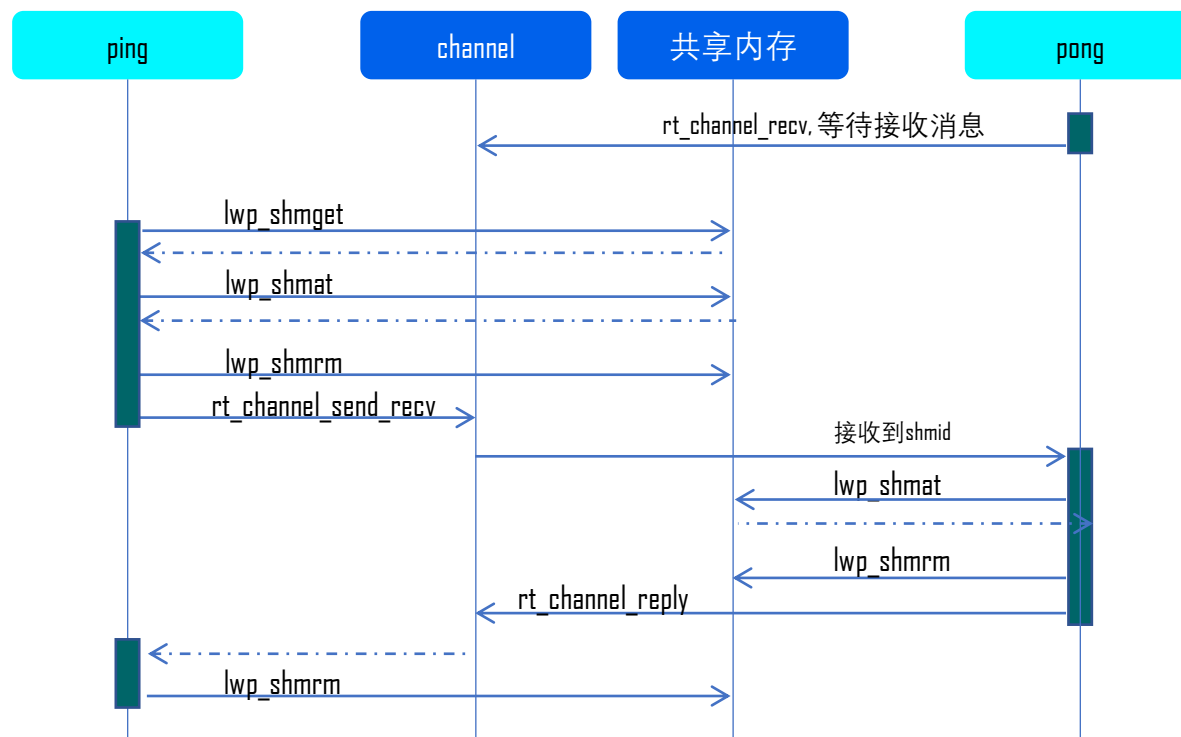 ping
channel
共享内存
pong
rt_channel_recv, 等待接收消息
lwp_shmget
lwp_shmat
lwp_shmrm
rt_channel_send_recv
接收到shmid
lwp_shmat
lwp_shmrm
rt_channel_reply
lwp_shmrm